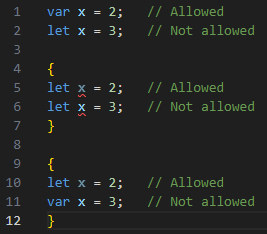 1 var x = 2;   // Allowed
2 let x = 3;   // Not allowed
3
4 {
5 let x = 2;   // Allowed
6 let x = 3;   // Not allowed
7 }
8
9 {
10 let x = 2;   // Allowed
11 var x = 3;   // Not allowed
12 }